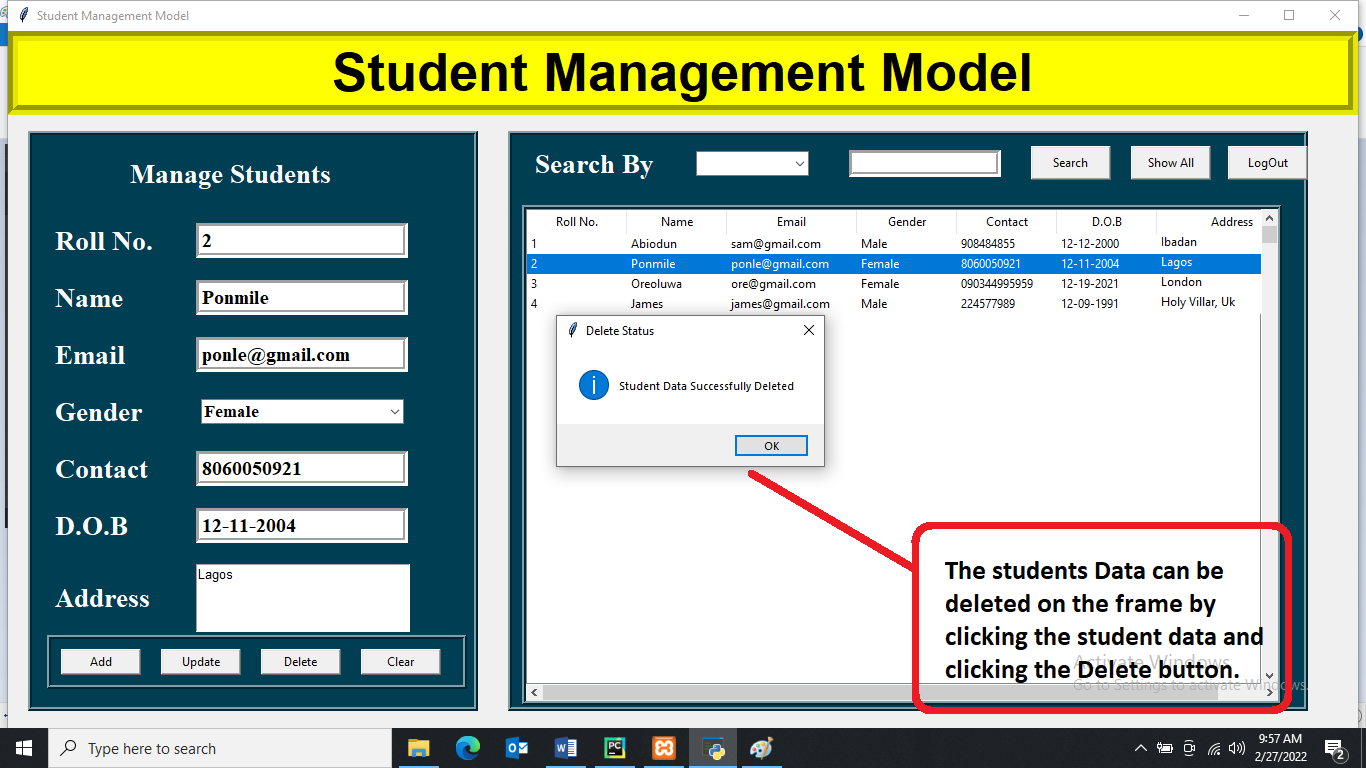 Student Management Model
Student Management Model
Manage Students
Roll No. 2
Name Ponmile
Email ponle@gmail.com
Gender Female
Contact 8060050921
D.O.B 12-11-2004
Address Lagos
Add Update Delete Clear
Search By Search Show All LogOut
Roll No. Name Email Gender Contact D.O.B Address
1 Abiodun sam@gmail.com Male 908484855 12-12-2000 Ibadan
2 Ponmile ponle@gmail.com Female 8060050921 12-11-2004 Lagos
3 Oreoluwa ore@gmail.com Female 090344995959 12-19-2021 London
4 James james@gmail.com Male 224577989 12-09-1991 Holy Villar, Uk
Delete Status
Student Data Successfully Deleted
OK
The students Data can be
deleted on the frame by
clicking the student data and
clicking the Delete button.
Activate Windows
Go to Settings to activate Windows.
Type here to search
9:57 AM
2/27/2022
2